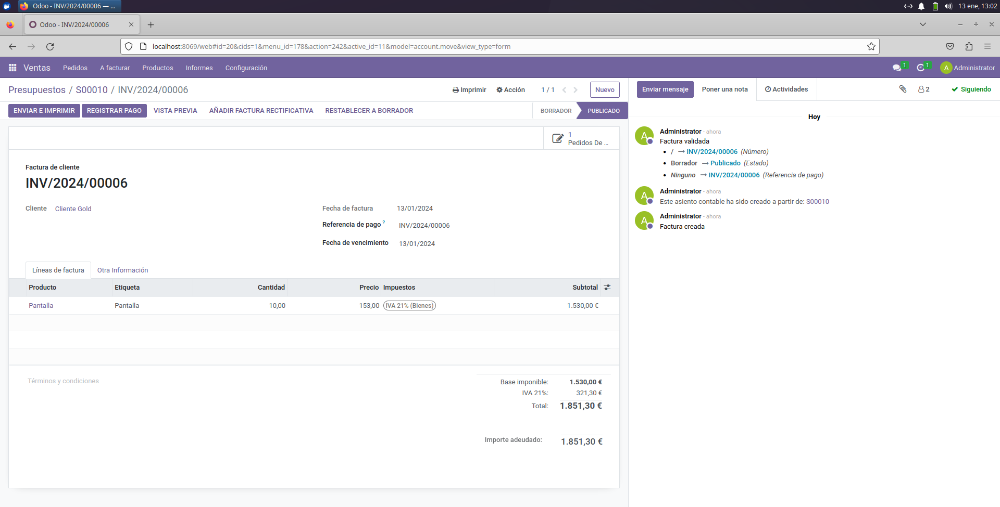 Odoo - INV/2024/00006 — ...
13 ene, 13:02
Odoo - INV/2024/00006
localhost:8069/web#id=20&cids=1&menu_id=178&action=242&active_id=11&model=account.move&view_type=form
Ventas Pedidos A facturar Productos Informes Configuración
1 1 A Administrator
Presupuestos / S00010 / INV/2024/00006
Imprimir Acción 1 / 1 Nuevo
Enviar mensaje Poner una nota Actividades 2 Siguiendo
ENVIAR E IMPRIMIR REGISTRAR PAGO VISTA PREVIA AÑADIR FACTURA RECTIFICATIVA RESTABLECER A BORRADOR
BORRADOR PUBLICADO
1
Pedidos De ...
Factura de cliente
INV/2024/00006
Cliente Cliente Gold
Fecha de factura 13/01/2024
Referencia de pago ? INV/2024/00006
Fecha de vencimiento 13/01/2024
Líneas de factura Otra Información
Producto Etiqueta Cantidad Precio Impuestos Subtotal
Pantalla Pantalla 10,00 153,00 IVA 21% (Bienes) 1.530,00 €
Términos y condiciones
Base imponible: 1.530,00 €
IVA 21%: 321,30 €
Total: 1.851,30 €
Importe adeudado: 1.851,30 €
Hoy
A
Administrator - ahora
Factura validada
• / → INV/2024/00006 (Número)
• Borrador → Publicado (Estado)
• Ninguno → INV/2024/00006 (Referencia de pago)
A
Administrator - ahora
Este asiento contable ha sido creado a partir de: S00010
A
Administrator - ahora
Factura creada